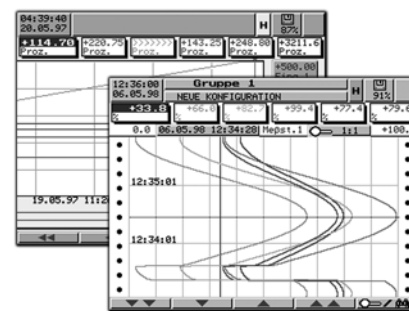 04:39:40
20.05.97
H
87%
+114.70 +220.75 >>>>>>> +143.25 +248.80 +3211.6
Proz. Proz. Proz. Proz. Proz. Proz.
+500.00
19.05.97 11:2
12:36:00 Gruppe 1
06.05.98 NEUE KONFIGURATION
H
91%
+33.8 +66.0 +82.7 +99.4 +77.4 +79.6
% % % % % %
0.0 06.05.98 12:34:28 Meßst.1 1:1 +100.
12:35:01
12:34:01